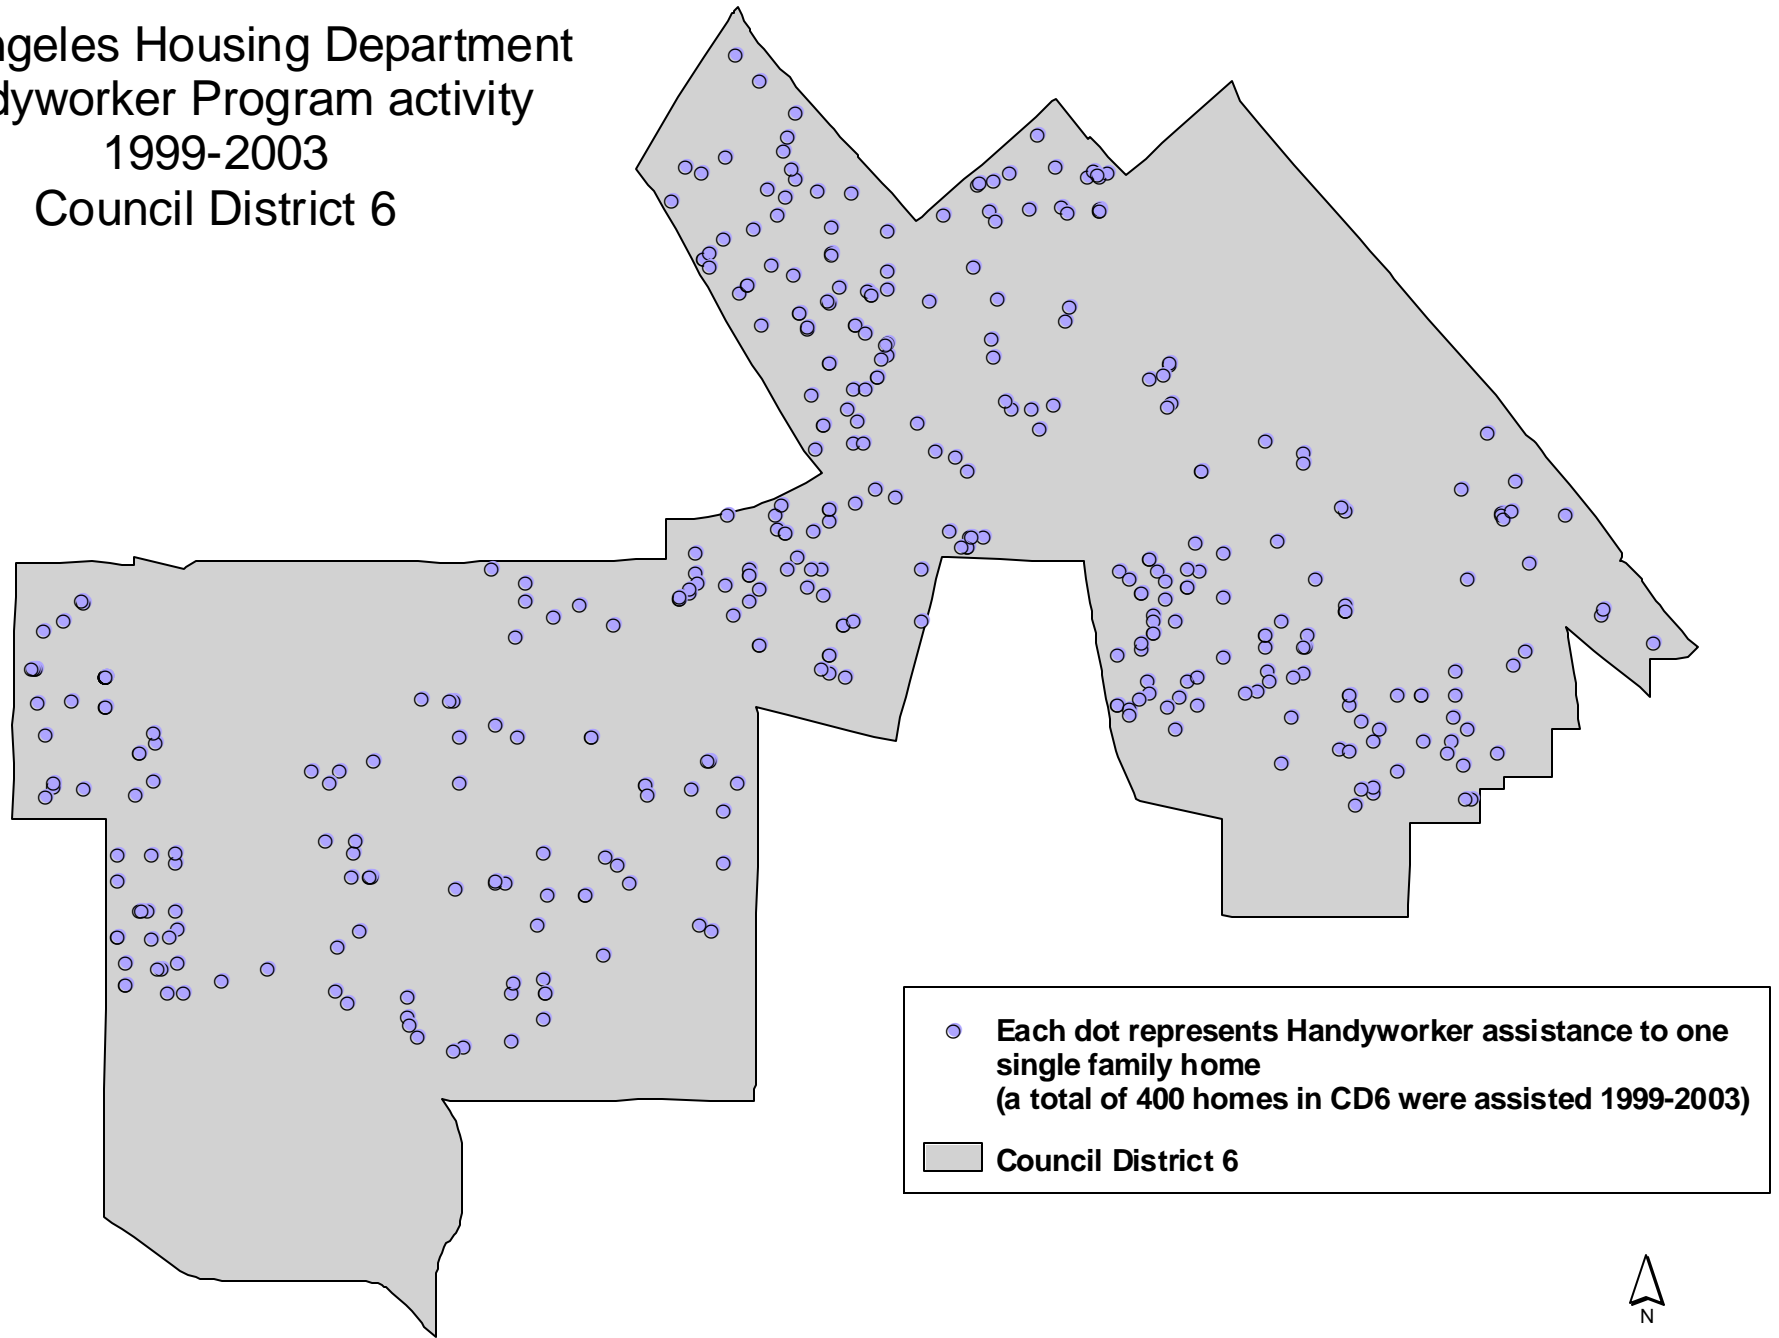 ngeles Housing Department
dyworker Program activity
1999-2003
Council District 6
Each dot represents Handyworker assistance to one
single family home
(a total of 400 homes in CD6 were assisted 1999-2003)
Council District 6
N